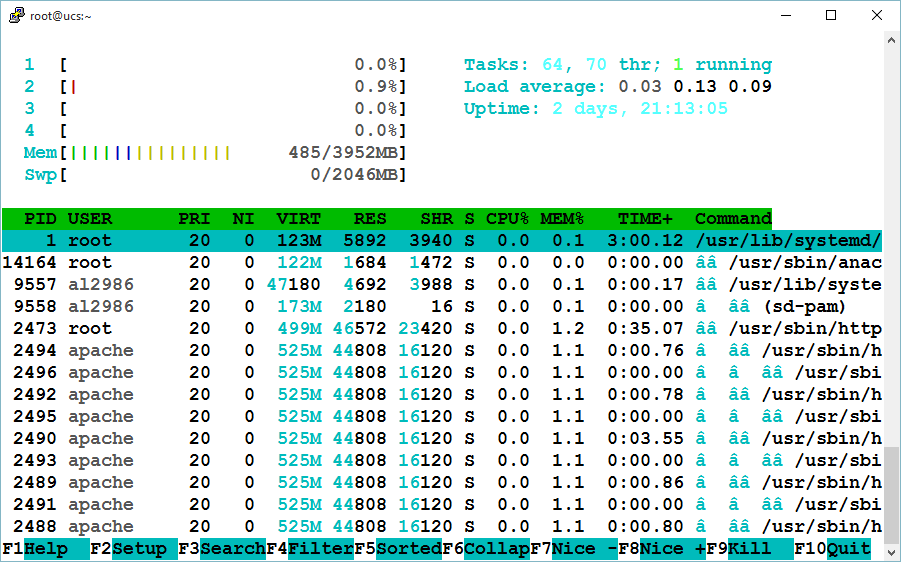 root@ucs:~
1 [ 0.0%] Tasks: 64, 70 thr; 1 running
2 [| 0.9%] Load average: 0.03 0.13 0.09
3 [ 0.0%] Uptime: 2 days, 21:13:05
4 [ 0.0%]
Mem[||||||||||||||| 485/3952MB]
Swp[ 0/2046MB]
PID USER PRI NI VIRT RES SHR S CPU% MEM% TIME+ Command
1 root 20 0 123M 5892 3940 S 0.0 0.1 3:00.12 /usr/lib/systemd/
14164 root 20 0 122M 1684 1472 S 0.0 0.0 0:00.00 ââ /usr/sbin/anac
9557 al2986 20 0 47180 4692 3988 S 0.0 0.1 0:00.17 ââ /usr/lib/syste
9558 al2986 20 0 173M 2180 16 S 0.0 0.1 0:00.00 â ââ (sd-pam)
2473 root 20 0 499M 46572 23420 S 0.0 1.2 0:35.07 ââ /usr/sbin/http
2494 apache 20 0 525M 44808 16120 S 0.0 1.1 0:00.76 â ââ /usr/sbin/h
2496 apache 20 0 525M 44808 16120 S 0.0 1.1 0:00.00 â â ââ /usr/sbi
2492 apache 20 0 525M 44808 16120 S 0.0 1.1 0:00.78 â ââ /usr/sbin/h
2495 apache 20 0 525M 44808 16120 S 0.0 1.1 0:00.00 â â ââ /usr/sbi
2490 apache 20 0 525M 44808 16120 S 0.0 1.1 0:03.55 â ââ /usr/sbin/h
2493 apache 20 0 525M 44808 16120 S 0.0 1.1 0:00.00 â â ââ /usr/sbi
2489 apache 20 0 525M 44808 16120 S 0.0 1.1 0:00.86 â ââ /usr/sbin/h
2491 apache 20 0 525M 44808 16120 S 0.0 1.1 0:00.00 â â ââ /usr/sbi
2488 apache 20 0 525M 44808 16120 S 0.0 1.1 0:00.80 â ââ /usr/sbin/h
F1Help F2Setup F3SearchF4FilterF5SortedF6CollapF7Nice -F8Nice +F9Kill F10Quit